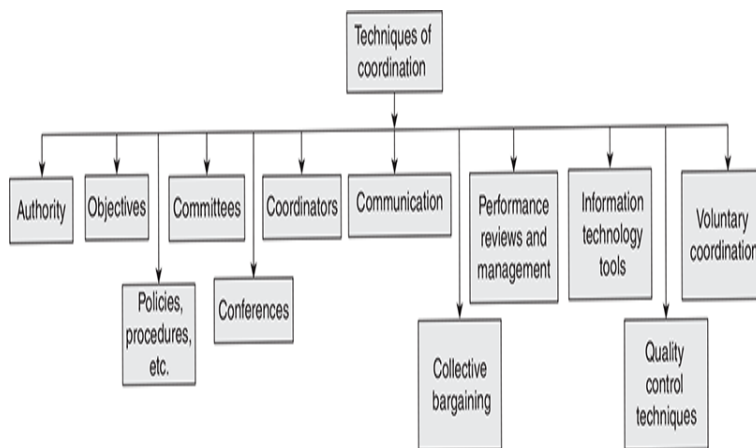 Techniques of
coordination
Authority
Objectives
Committees
Coordinators
Communication
Performance
reviews and
management
Information
technology
tools
Voluntary
coordination
Policies,
procedures,
etc.
Conferences
Collective
bargaining
Quality
control
techniques